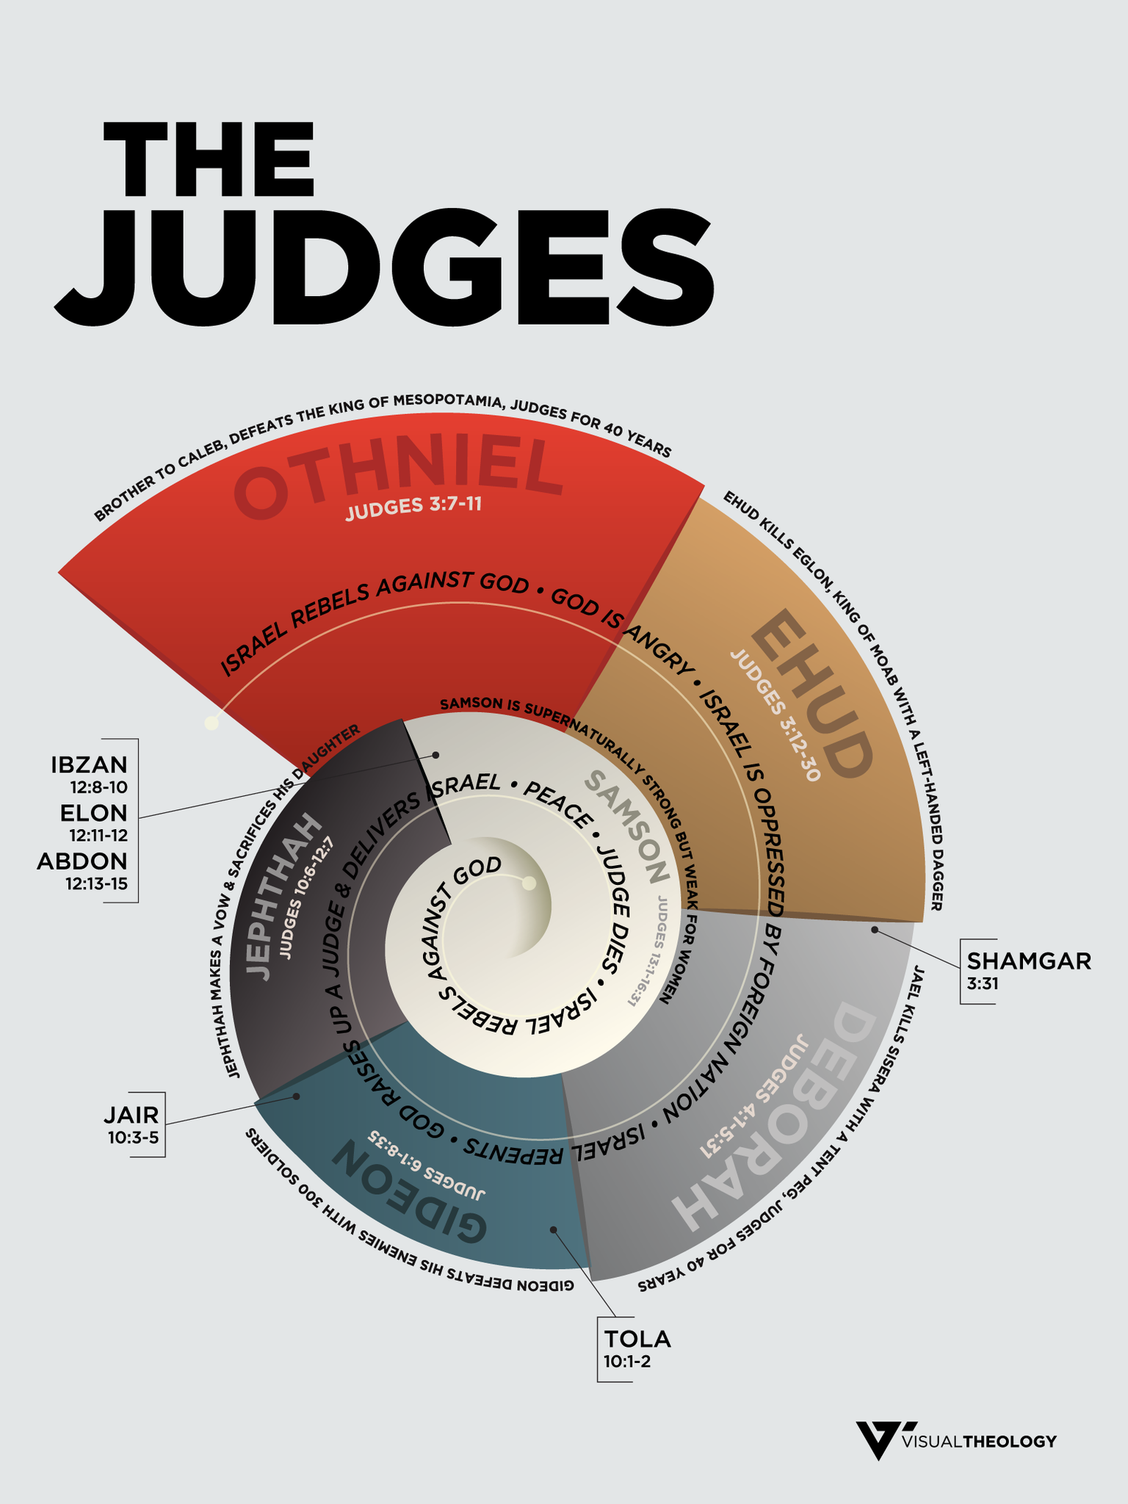 THE
JUDGES
BROTHER TO CALEB, DEFEATS THE KING OF MESOPOTAMIA, JUDGES FOR 40 YEARS
OTHNIEL
JUDGES 3:7-11
EHUD KILLS EGLON, KING OF MOAB WITH A LEFT-HANDED DAGGER
EHUD
JUDGES 3:12-30
SHAMGAR
3:31
JAEL KILLS SISERA WITH A TENT PEG, JUDGES FOR 40 YEARS
DEBORAH
JUDGES 4:1-5:31
GIDEON DEFEATS HIS ENEMIES WITH 300 SOLDIERS
GIDEON
JUDGES 6:1-8:35
TOLA
10:1-2
JAIR
10:3-5
JEPHTHAH MAKES A VOW & SACRIFICES HIS DAUGHTER
JEPHTHAH
JUDGES 10:6-12:7
IBZAN
12:8-10
ELON
12:11-12
ABDON
12:13-15
SAMSON IS SUPERNATURALLY STRONG BUT WEAK FOR WOMEN
SAMSON
JUDGES 13:1-16:31
ISRAEL REBELS AGAINST GOD • GOD IS ANGRY • ISRAEL IS OPPRESSED BY FOREIGN NATION • ISRAEL REPENTS • GOD RAISES UP A JUDGE & DELIVERS ISRAEL • PEACE • JUDGE DIES • ISRAEL REBELS AGAINST GOD
VISUALTHEOLOGY